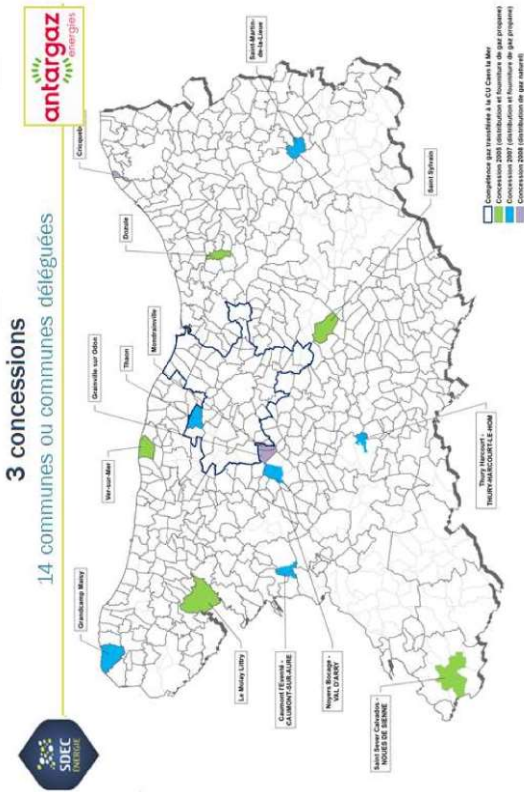 3 concessions
14 communes ou communes déléguées
SDEC
ENERGIE
antargaz
énergies
Grandcamp Maisy
Ver-sur-Mer
Grainville sur Odon
Thaon
Mondrainville
Dozule
Saint-Martin-
de-la-Lieue
Le Molay Littry
Caumont l'Eventé -
CAUMONT-SUR-AURE
Noyers Bocage -
VAL D'ARRY
Saint Sever Calvados -
NOUES DE SIENNE
Thury Harcourt -
THURY-HARCOURT-LE-HOM
Saint Sylvain
Compétence gaz transférée à la CU Caen la Mer
Concession 2005 (distribution et fourniture de gaz propane)
Concession 2007 (distribution et fourniture de gaz propane)
Concession 2008 (distribution de gaz naturel)